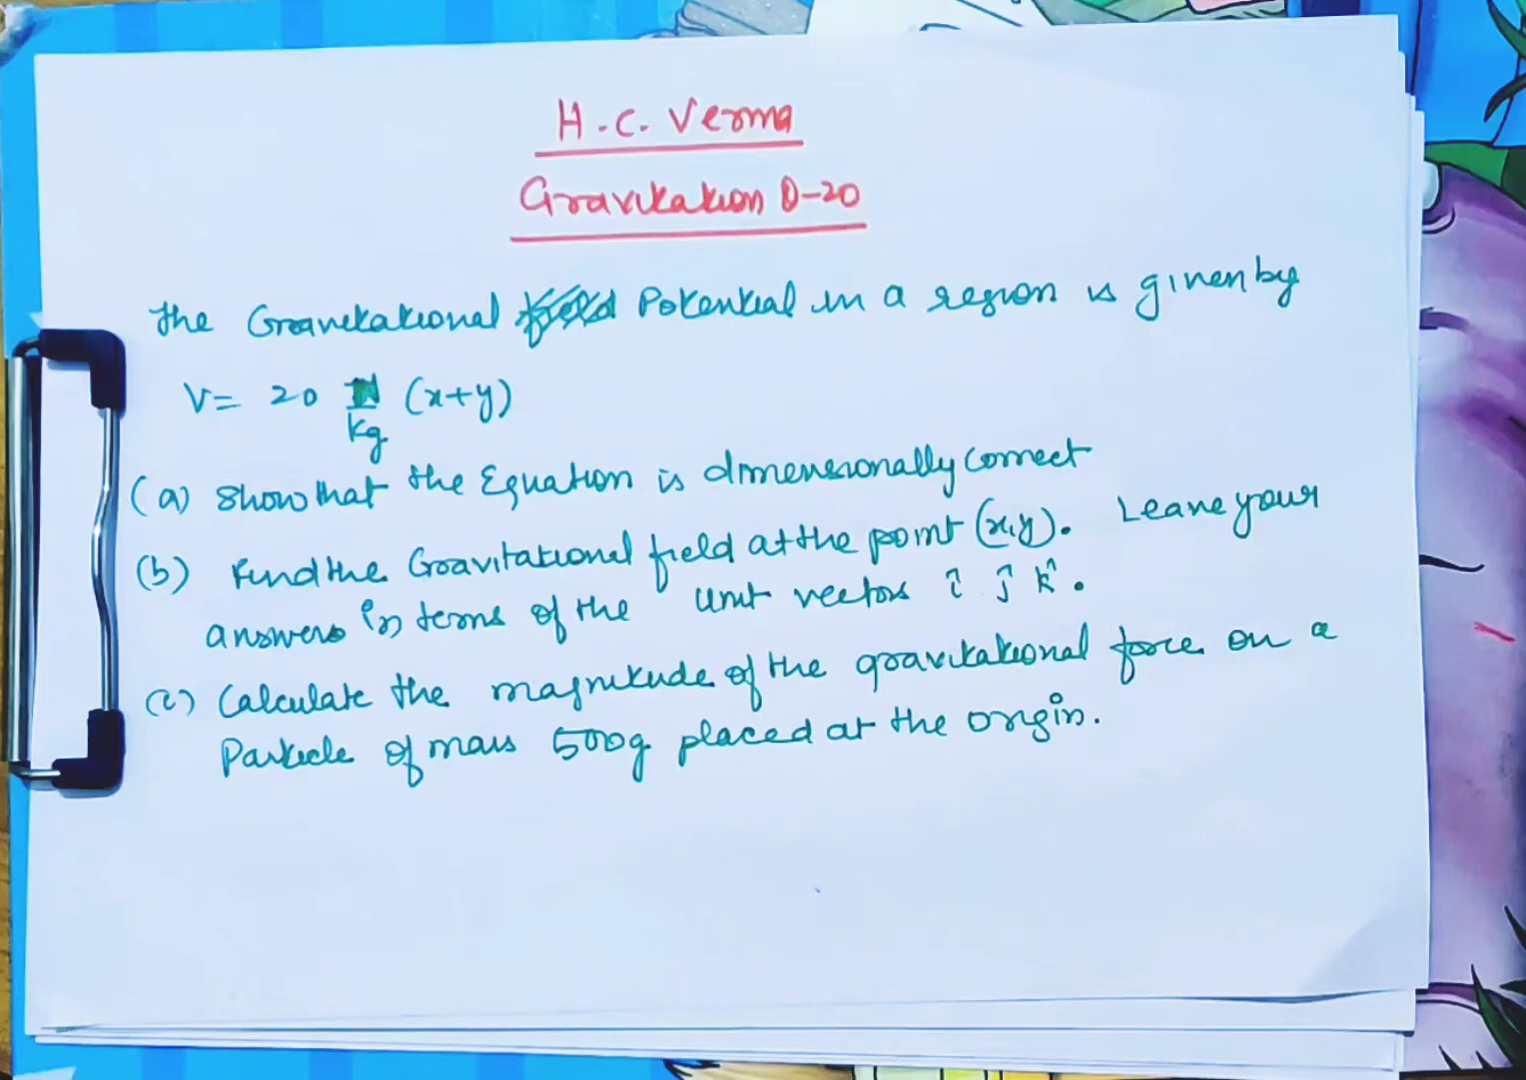 H.C. Verma
Gravitation Q-20
The Gravitational Potential in a region is given by
V= 20 N/kg (x+y)
(a) Show that the Equation is dimensionally correct
(b) Find the Gravitational field at the point (x,y). Leave your
answers in terms of the unit vectors î ĵ k̂.
(c) Calculate the magnitude of the gravitational force on a
Particle of mass 500g placed at the origin.